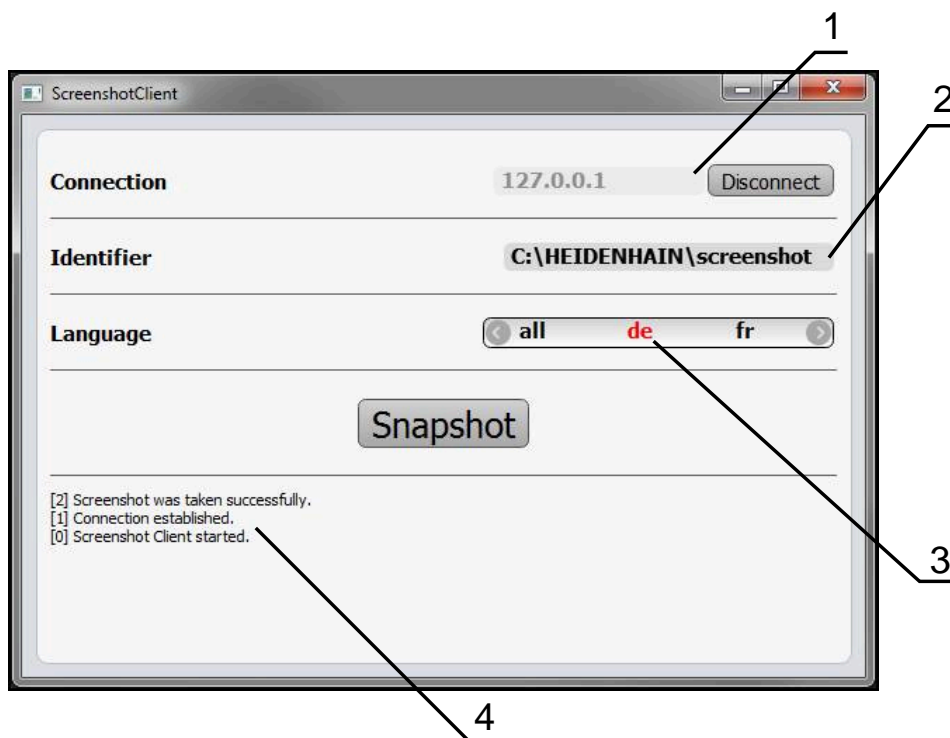 1
ScreenshotClient
2
Connection 127.0.0.1 Disconnect
Identifier C:\HEIDENHAIN\screenshot
Language all de fr
Snapshot
[2] Screenshot was taken successfully.
[1] Connection established.
[0] Screenshot Client started.
3
4